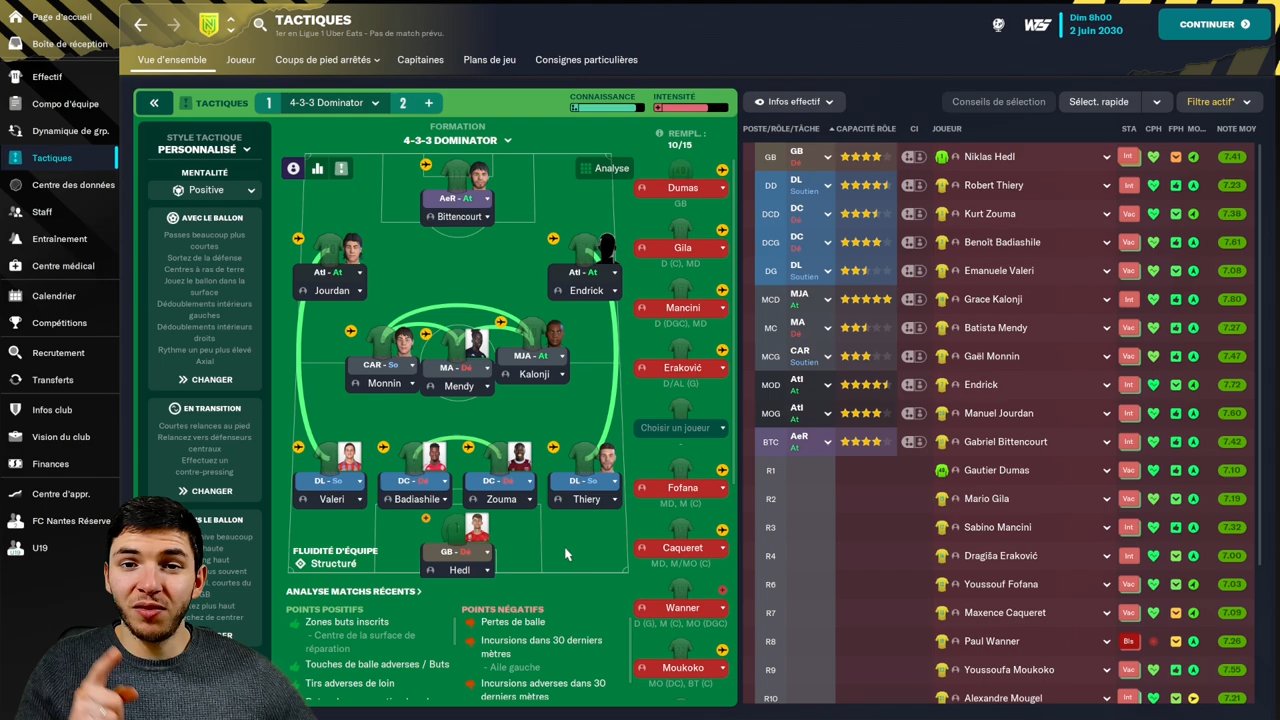 Page d'accueil
Boîte de réception
Effectif
Compo d'équipe
Dynamique de grp.
Tactiques
Centre des données
Staff
Entraînement
Centre médical
Calendrier
Compétitions
Recrutement
Transferts
Infos club
Vision du club
Finances
Centre d'appr.
FC Nantes Réserve
U19
TACTIQUES
1er en Ligue 1 Uber Eats - Pas de match prévu.
Dim 8h00
2 juin 2030
CONTINUER
Vue d'ensemble
Joueur
Coups de pied arrêtés
Capitaines
Plans de jeu
Consignes particulières
TACTIQUES
1
4-3-3 Dominator
2
+
CONNAISSANCE
INTENSITÉ
STYLE TACTIQUE
PERSONNALISÉ
MENTALITÉ
Positive
AVEC LE BALLON
Passes beaucoup plus
courtes
Sortez de la défense
Centres à ras de terre
Jouez le ballon dans la
surface
Dédoublements intérieurs
gauches
Dédoublements intérieurs
droits
Rythme un peu plus élevé
Axial
CHANGER
EN TRANSITION
Courtes relances au pied
Relancez vers défenseurs
centraux
Effectuez un
contre-pressing
CHANGER
FORMATION
4-3-3 DOMINATOR
Analyse
AeR - At
Bittencourt
Atl - At
Jourdan
Atl - At
Endrick
CAR - So
Monnin
MA - Dé
Mendy
MJA - At
Kalonji
DL - So
Valeri
DC - Dé
Badiashile
DC - Dé
Zouma
DL - So
Thiery
GB - Dé
Hedl
FLUIDITÉ D'ÉQUIPE
Structuré
ANALYSE MATCHS RÉCENTS
POINTS POSITIFS
Zones buts inscrits
- Centre de la surface de
réparation
Touches de balle adverses / Buts
Tirs adverses de loin
POINTS NÉGATIFS
Pertes de balle
Incursions dans 30 derniers
mètres
- Aile gauche
Incursions adverses dans 30
derniers mètres
REMPL. :
10/15
Dumas
GB
Gila
D (C), MD
Mancini
D (DGC), MD
Eraković
D/AL (G)
Choisir un joueur
-
Fofana
MD, M (C)
Caqueret
MD, M/MO (C)
Wanner
D (G), M (C), MO (DGC)
Moukoko
MO (DC), BT (C)
Infos effectif
Conseils de sélection
Sélect. rapide
Filtre actif*
POSTE/RÔLE/TÂCHE CAPACITÉ RÔLE CI JOUEUR STA CPH FPH MO... NOTE MOY
GB GB Dé Niklas Hedl Int 7.41
DD DL Soutien Robert Thiery Int 7.23
DCD DC Dé Kurt Zouma Vac 7.38
DCG DC Dé Benoît Badiashile Vac 7.61
DG DL Soutien Emanuele Valeri Vac 7.08
MCD MJA At Grace Kalonji Int 7.80
MC MA Dé Batista Mendy Vac 7.27
MCG CAR Soutien Gaël Monnin Vac 7.47
MOD Atl At Endrick Int 7.72
MOG Atl At Manuel Jourdan Int 7.60
BTC AeR At Gabriel Bittencourt Int 7.42
R1 Gautier Dumas Int 7.10
R2 Mario Gila Vac 7.19
R3 Sabino Mancini Int 7.32
R4 Dragiša Eraković Int 7.00
R6 Youssouf Fofana Vac 7.03
R7 Maxence Caqueret Vac 7.09
R8 Paul Wanner Bls 7.26
R9 Youssoufa Moukoko Vac 7.55
R10 Alexandre Mougel Int 7.21